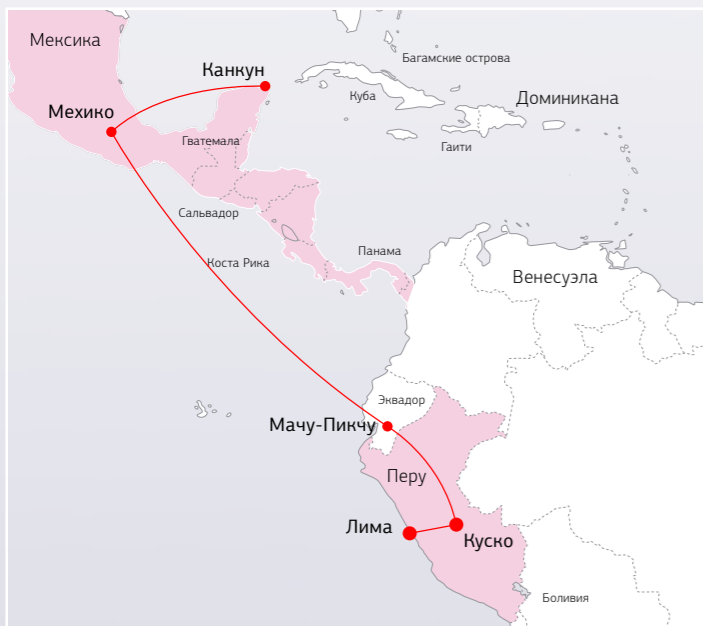 Мексика
Канкун
Багамские острова
Куба
Доминикана
Мехико
Гватемала
Гаити
Сальвадор
Панама
Коста Рика
Венесуэла
Эквадор
Мачу-Пикчу
Перу
Лима
Куско
Боливия